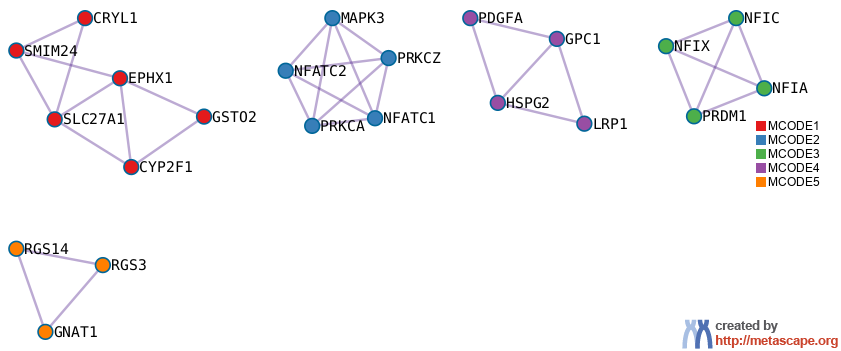 CRYL1
SMIM24
EPHX1
SLC27A1
GSTO2
CYP2F1
MAPK3
PRKCZ
NFATC2
PRKCA
NFATC1
PDGFA
GPC1
HSPG2
LRP1
NFIC
NFIX
NFIA
PRDM1
MCODE1
MCODE2
MCODE3
MCODE4
MCODE5
RGS14
RGS3
GNAT1
created by
http://metascape.org